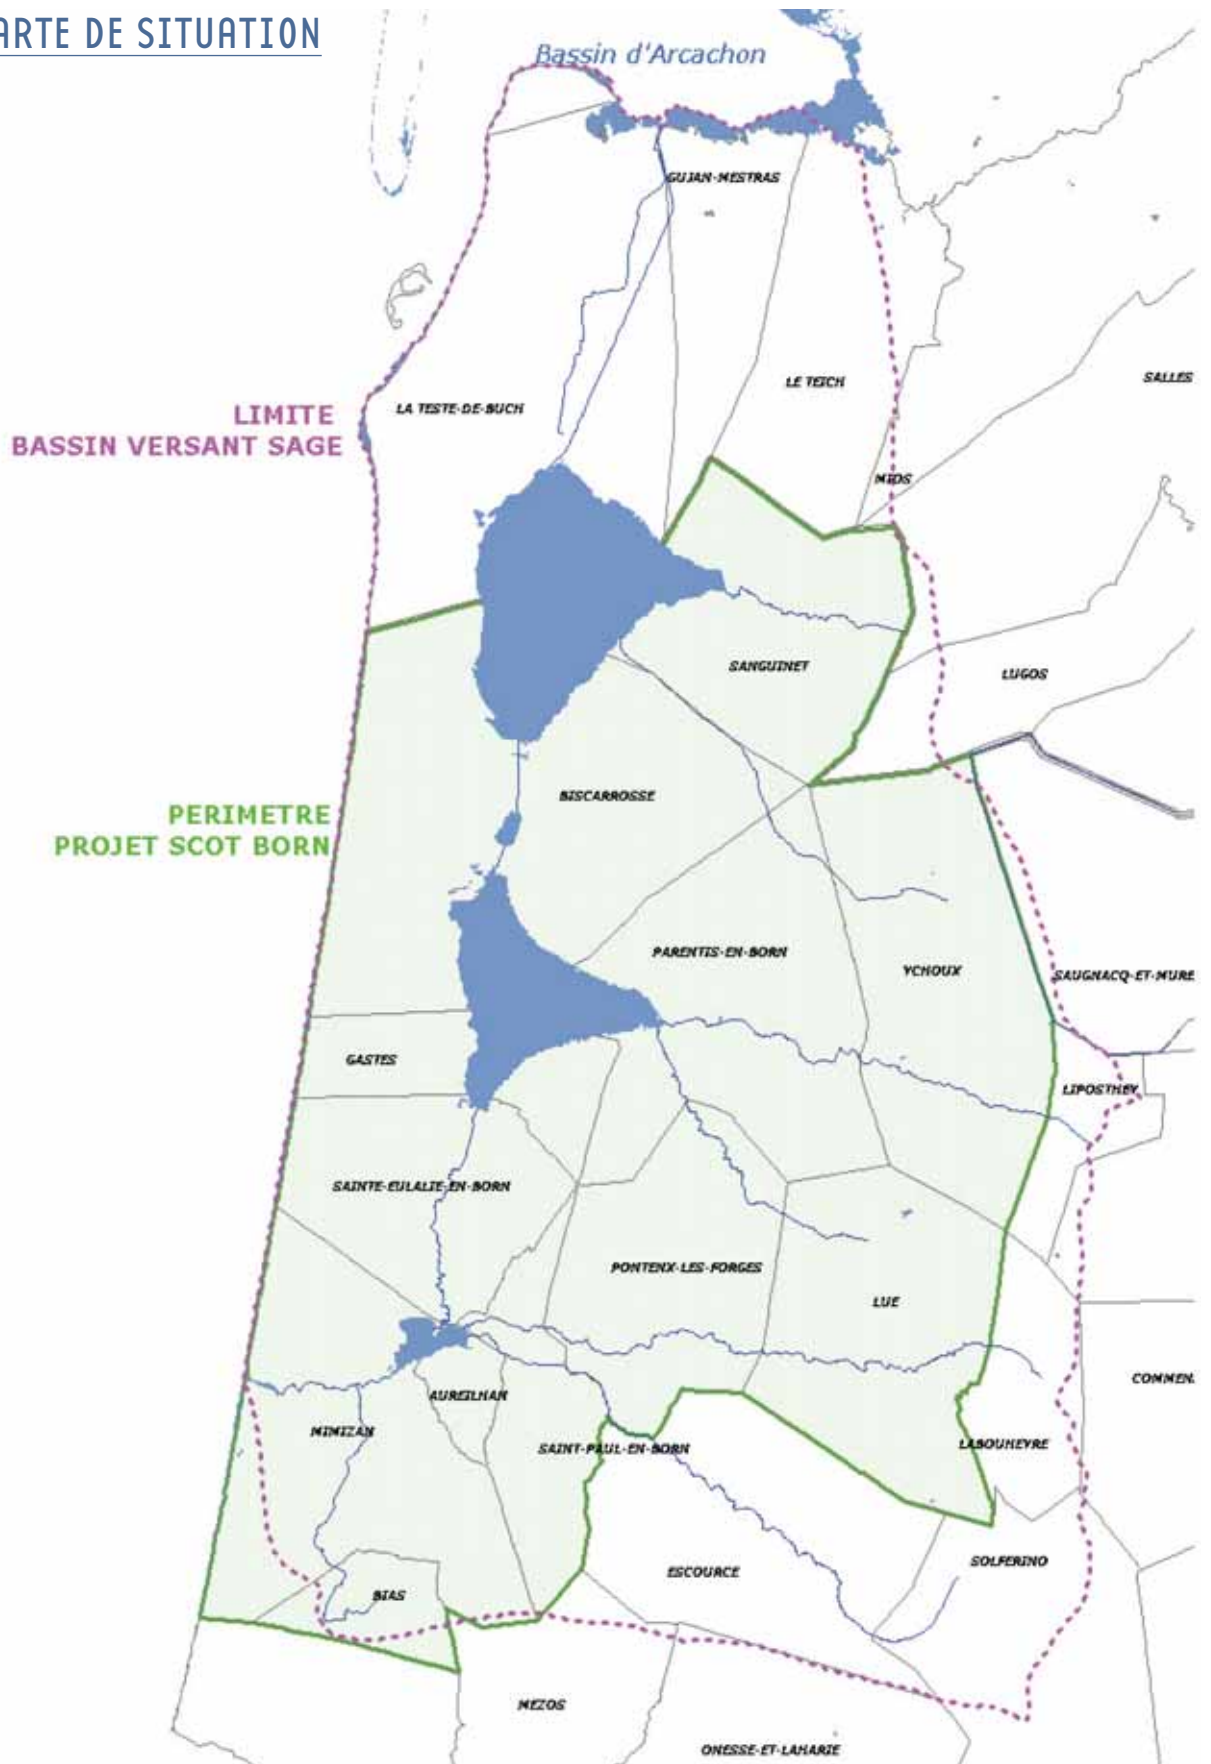 ARTE DE SITUATION
Bassin d'Arcachon
GUJAN-MESTRAS
LE TEICH
SALLES
LA TESTE-DE-BUCH
LIMITE
BASSIN VERSANT SAGE
MIOS
SANGUINET
LUGOS
BISCARROSSE
PERIMETRE
PROJET SCOT BORN
PARENTIS-EN-BORN
YCHOUX
SAUGNACQ-ET-MURE
GASTES
LIPOSTHEY
SAINTE-EULALIE-EN-BORN
PONTENX-LES-FORGES
LUE
COMMEN
AUREILHAN
MIMIZAN
SAINT-PAUL-EN-BORN
LABOUHEYRE
SOLFERINO
ESCOURCE
BIAS
MEZOS
ONESSE-ET-LAHARIE